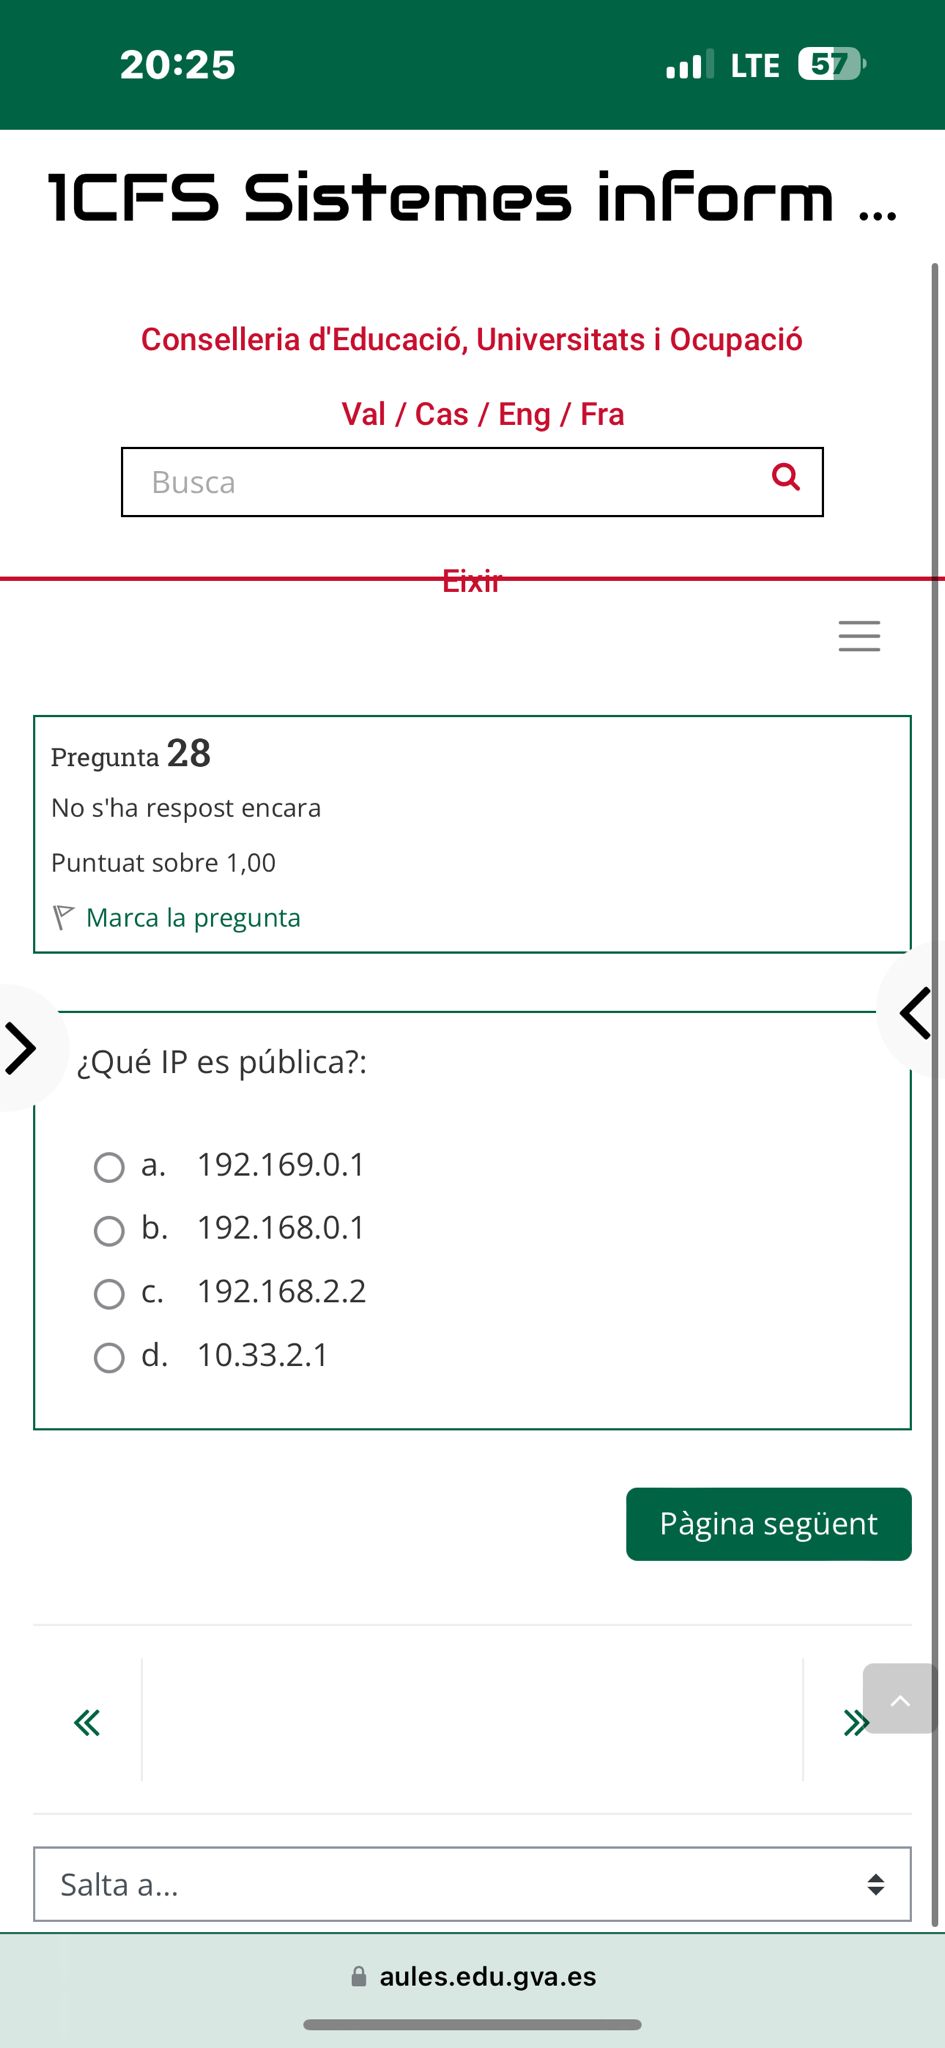 20:25
LTE 57
1CFS Sistemes inform ...
Conselleria d'Educació, Universitats i Ocupació
Val / Cas / Eng / Fra
Busca
Eixir
Pregunta 28
No s'ha respost encara
Puntuat sobre 1,00
Marca la pregunta
¿Qué IP es pública?:
a. 192.169.0.1
b. 192.168.0.1
c. 192.168.2.2
d. 10.33.2.1
Pàgina següent
Salta a...
aules.edu.gva.es